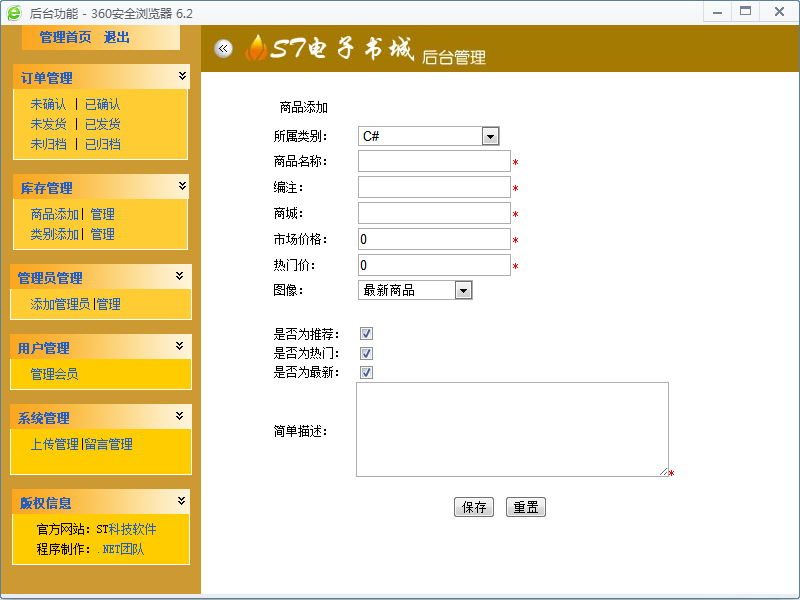 后台功能 - 360安全浏览器 6.2
管理首页 退出
订单管理
未确认 | 已确认
未发货 | 已发货
未归档 | 已归档
库存管理
商品添加| 管理
类别添加| 管理
管理员管理
添加管理员|管理
用户管理
管理会员
系统管理
上传管理|留言管理
版权信息
官方网站：ST科技软件
程序制作：.NET团队
ST电子书城 后台管理
商品添加
所属类别： C#
商品名称： *
编注： *
商城： *
市场价格： 0 *
热门价： 0 *
图像： 最新商品
是否为推荐：
是否为热门：
是否为最新：
简单描述： *
保存 重置